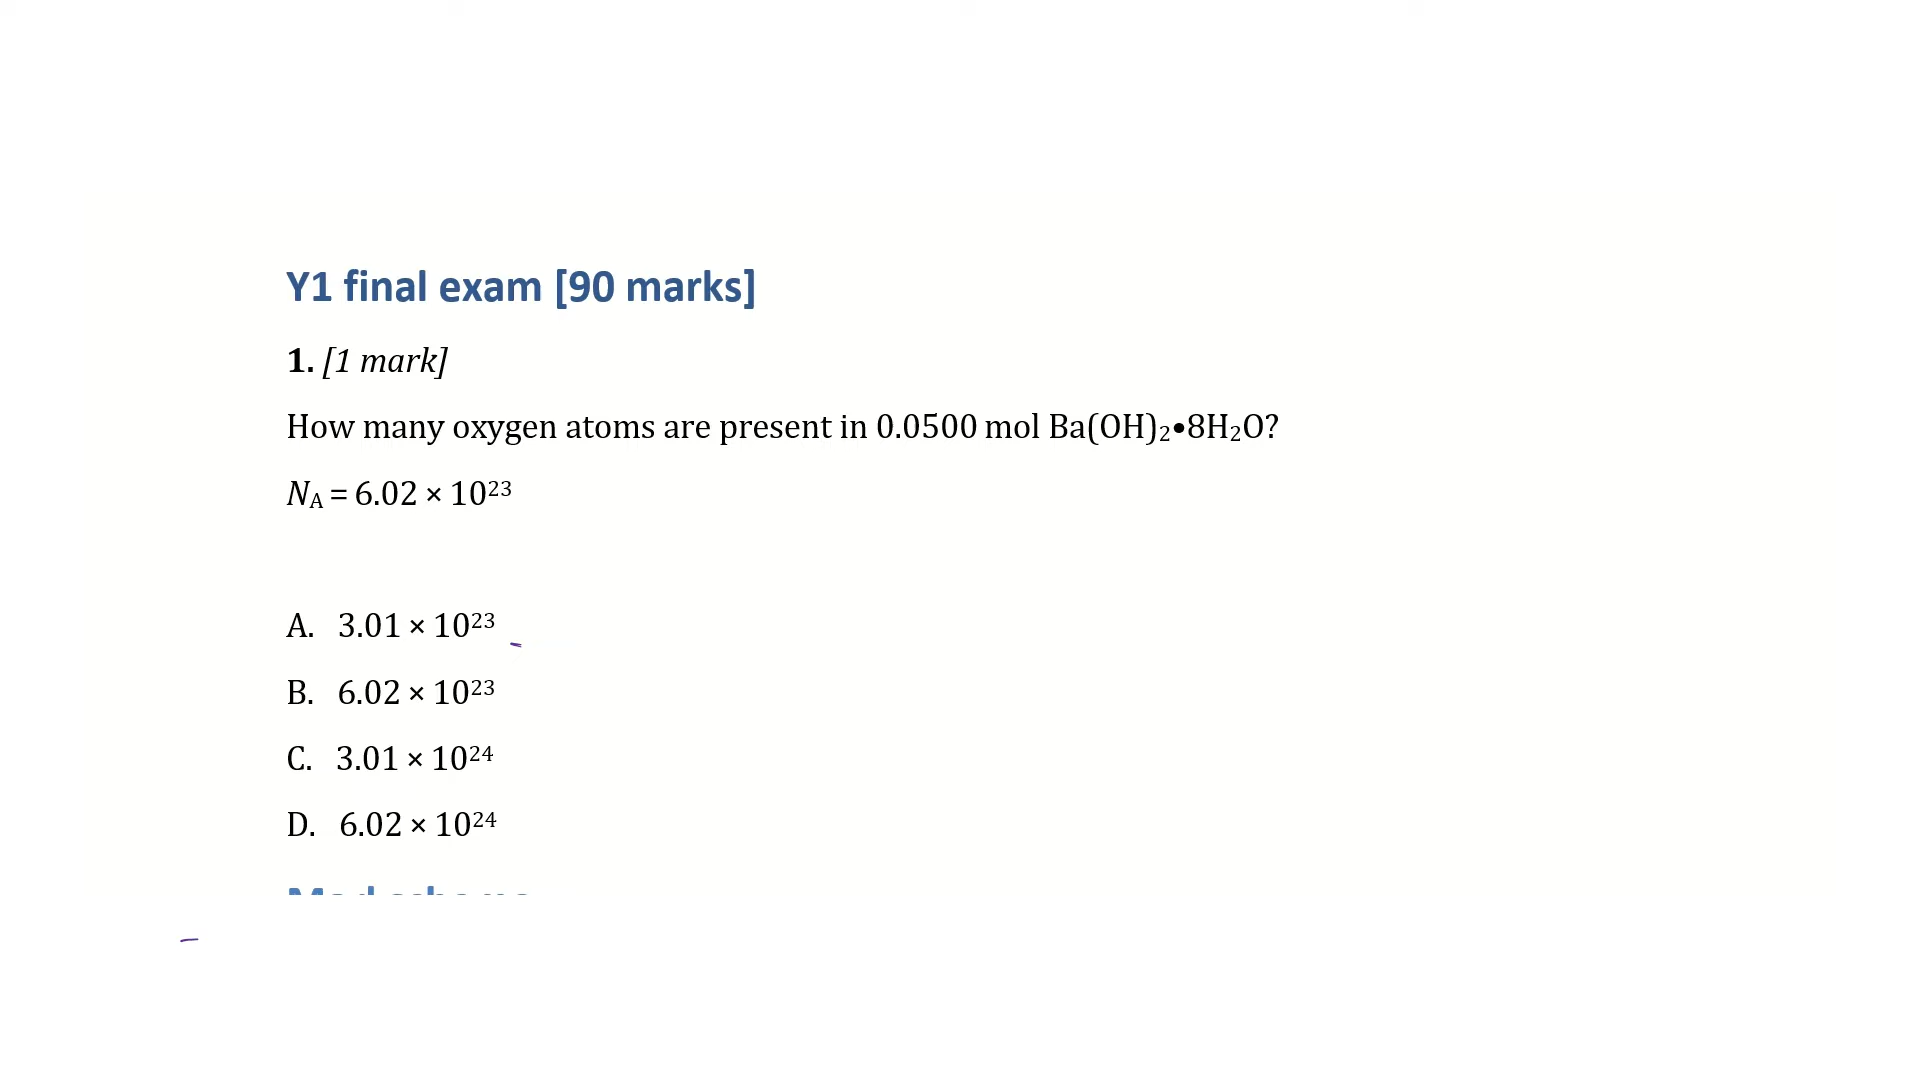 Y1 final exam [90 marks]
1. [1 mark]
How many oxygen atoms are present in 0.0500 mol Ba(OH)₂•8H₂O?
Nᴀ = 6.02 × 10²³
A. 3.01 × 10²³
B. 6.02 × 10²³
C. 3.01 × 10²⁴
D. 6.02 × 10²⁴